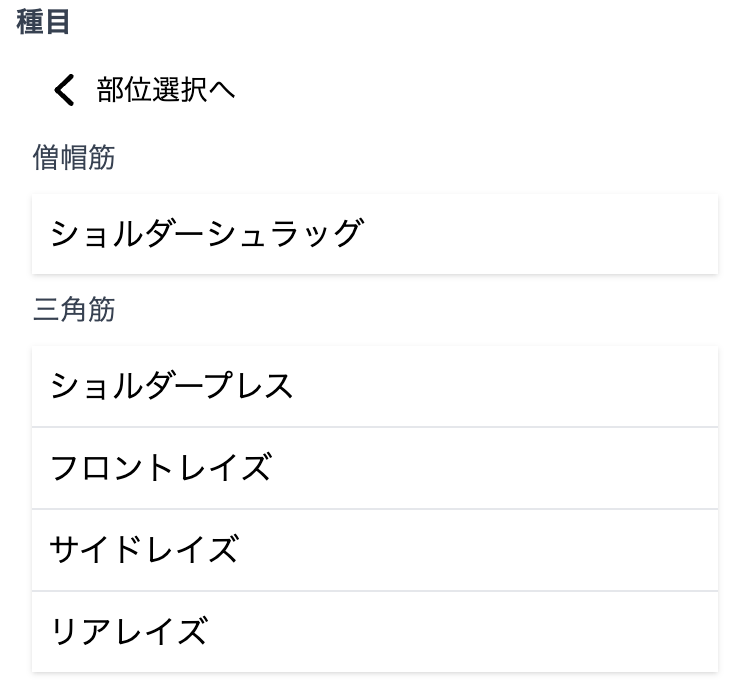 種目
部位選択へ
僧帽筋
ショルダーシュラッグ
三角筋
ショルダープレス
フロントレイズ
サイドレイズ
リアレイズ